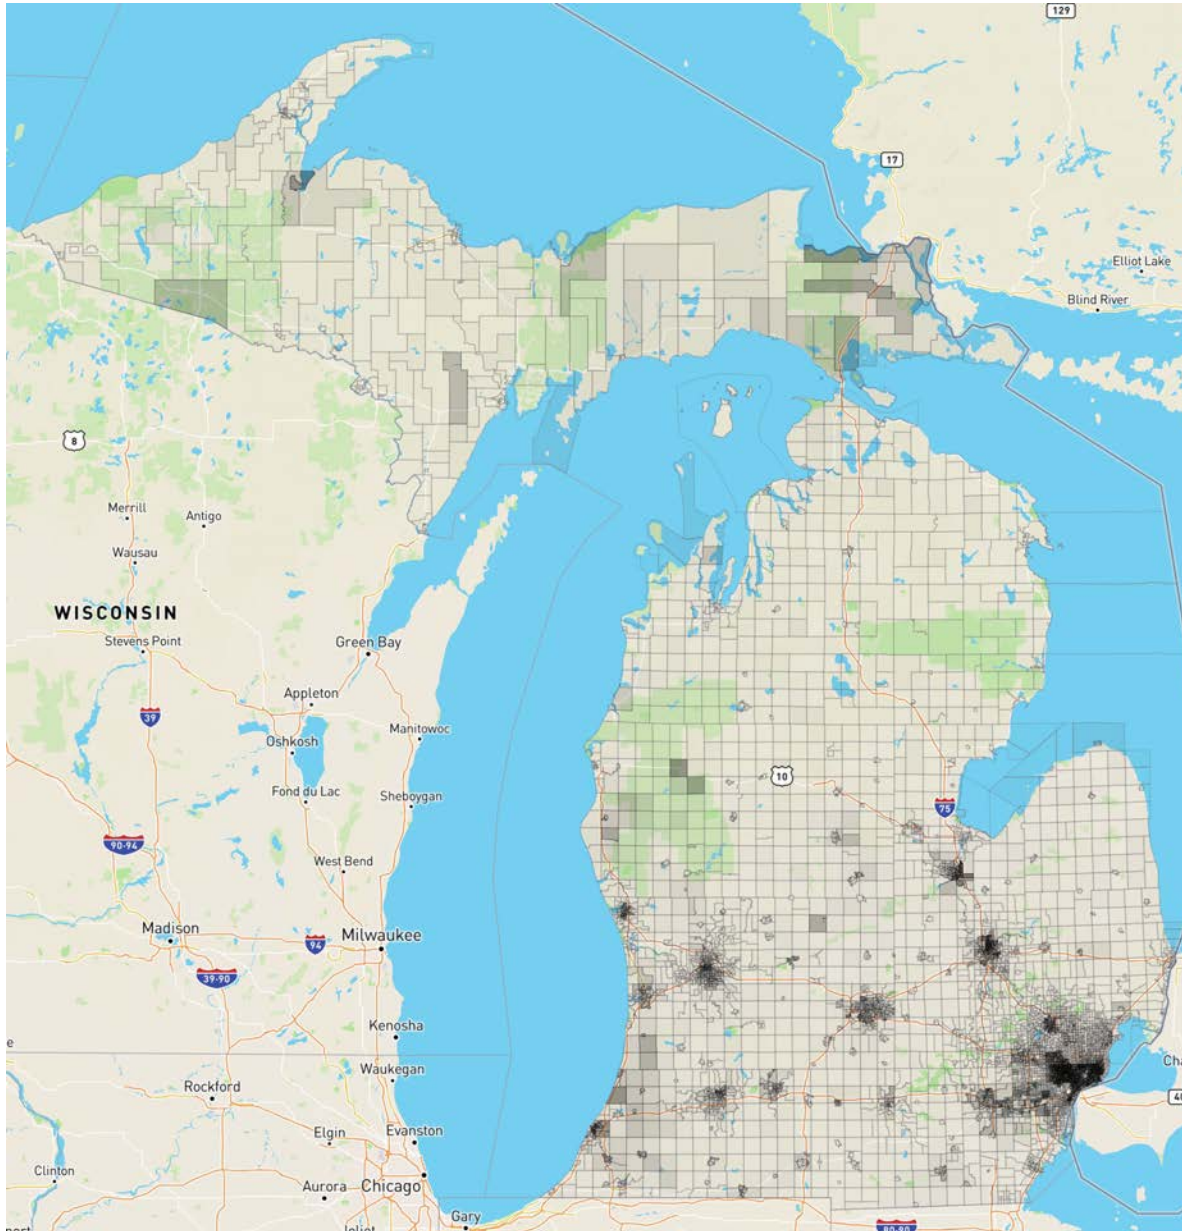 129
17
Elliot Lake
Blind River
8
Merrill
Antigo
Wausau
WISCONSIN
Stevens Point
Green Bay
39
Appleton
Oshkosh
Manitowoc
10
Fond du Lac
Sheboygan
75
90-94
West Bend
Madison
94
Milwaukee
39-90
Kenosha
e
Waukegan
Cha
Rockford
40
Elgin
Evanston
Clinton
Aurora
Chicago
Gary
80-90